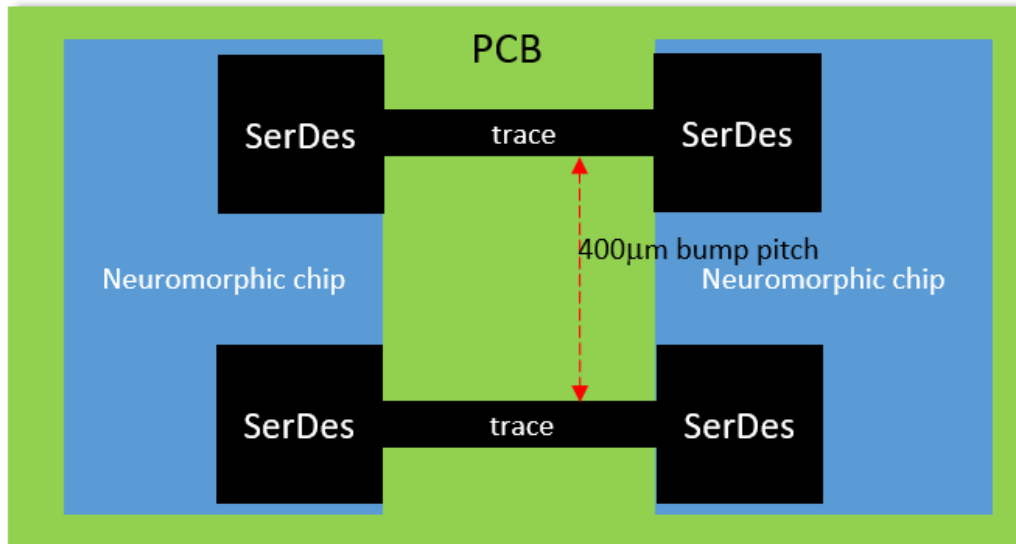 PCB
SerDes
trace
SerDes
400μm bump pitch
Neuromorphic chip
Neuromorphic chip
SerDes
trace
SerDes